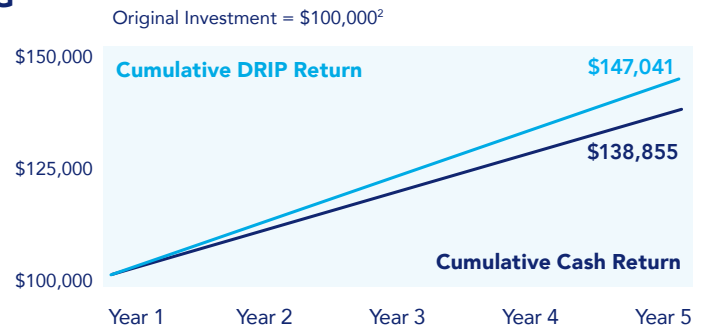 G
Original Investment = $100,000²
$150,000
Cumulative DRIP Return
$147,041
$125,000
$138,855
Cumulative Cash Return
$100,000
Year 1 Year 2 Year 3 Year 4 Year 5